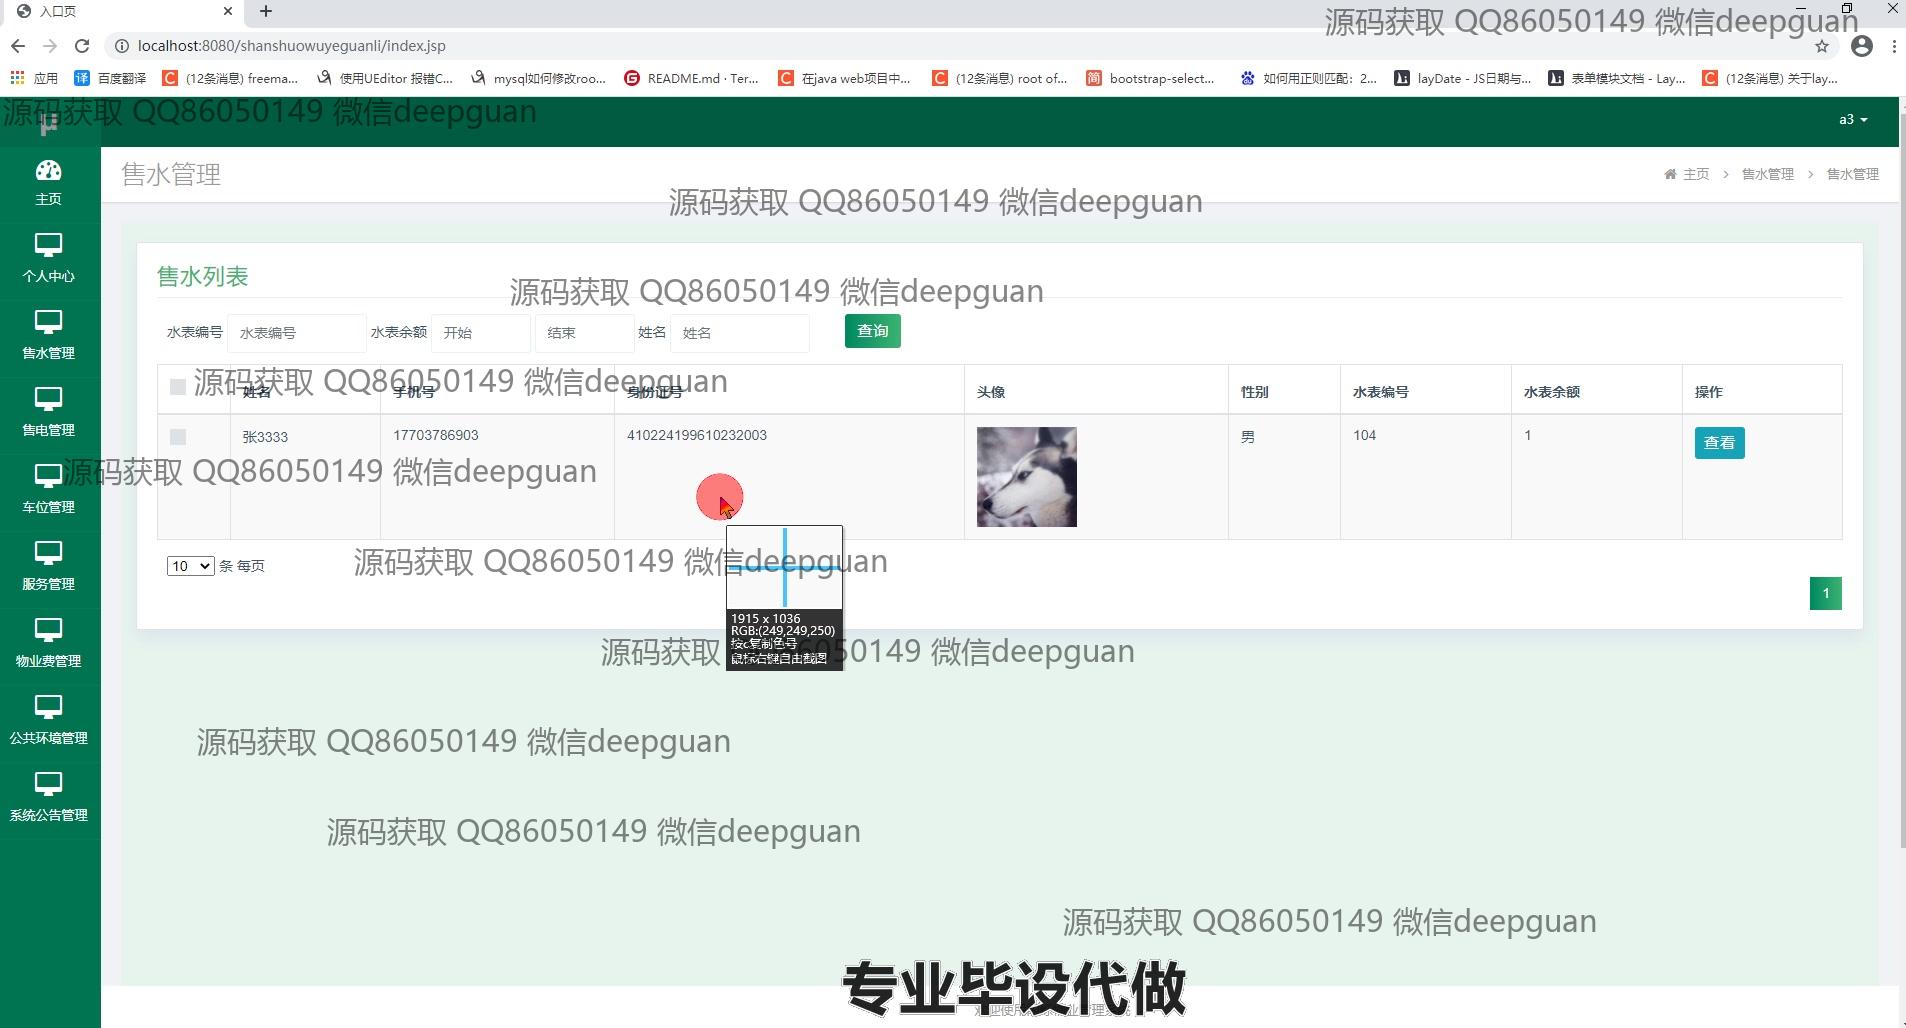 入口页
源码获取 QQ86050149 微信deepguan
localhost:8080/shanshuowuyeguanli/index.jsp
应用
百度翻译
(12条消息) freema...
使用UEditor 报错C...
mysql如何修改roo...
README.md · Ter...
在java web项目中...
(12条消息) root of...
bootstrap-select...
如何用正则匹配：2...
layDate - JS日期与...
表单模块文档 - Lay...
(12条消息) 关于lay...
源码获取 QQ86050149 微信deepguan
a3
主页
售水管理
主页 > 售水管理 > 售水管理
源码获取 QQ86050149 微信deepguan
个人中心
售水列表
源码获取 QQ86050149 微信deepguan
水表编号 水表编号 水表余额 开始 结束 姓名 姓名 查询
售水管理
源码获取 QQ86050149 微信deepguan
姓名 手机号 身份证号 头像 性别 水表编号 水表余额 操作
售电管理
张3333 17703786903 410224199610232003 男 104 1 查看
源码获取 QQ86050149 微信deepguan
车位管理
源码获取 QQ86050149 微信deepguan
10 条 每页
服务管理
1
1915 x 1036
RGB:(249,249,250)
按c复制色号
鼠标右键自由截图
源码获取 QQ86050149 微信deepguan
物业费管理
公共环境管理
源码获取 QQ86050149 微信deepguan
系统公告管理
源码获取 QQ86050149 微信deepguan
源码获取 QQ86050149 微信deepguan
专业毕设代做